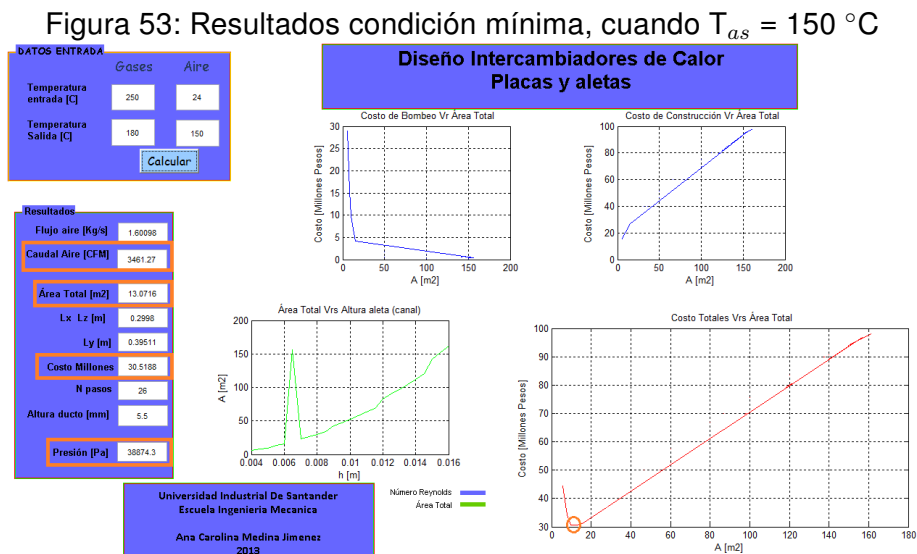 Figura 53: Resultados condición mínima, cuando Tas = 150 °C
DATOS ENTRADA
Gases Aire
Temperatura entrada [C] 250 24
Temperatura Salida [C] 180 150
Calcular
Diseño Intercambiadores de Calor
Placas y aletas
Resultados
Flujo aire [Kg/s] 1.60098
Caudal Aire [CFM] 3461.27
Área Total [m2] 13.0716
Lx Lz [m] 0.2998
Ly [m] 0.39511
Costo Millones 30.5188
N pasos 26
Altura ducto [mm] 5.5
Presión [Pa] 38874.3
Costo de Bombeo Vr Área Total
Costo [Millones Pesos]
30
25
20
15
10
5
0
0 50 100 150 200
A [m2]
Costo de Construcción Vr Área Total
Costo [Millones Pesos]
100
80
60
40
20
0
0 50 100 150 200
A [m2]
Área Total Vrs Altura aleta (canal)
A [m2]
200
150
100
50
0
0.004 0.006 0.008 0.01 0.012 0.014 0.016
h [m]
Número Reynolds
Área Total
Costo Totales Vrs Área Total
Costo [Millones Pesos]
100
90
80
70
60
50
40
30
0 20 40 60 80 100 120 140 160 180
A [m2]
Universidad Industrial De Santander
Escuela Ingenieria Mecanica
Ana Carolina Medina Jimenez
2013